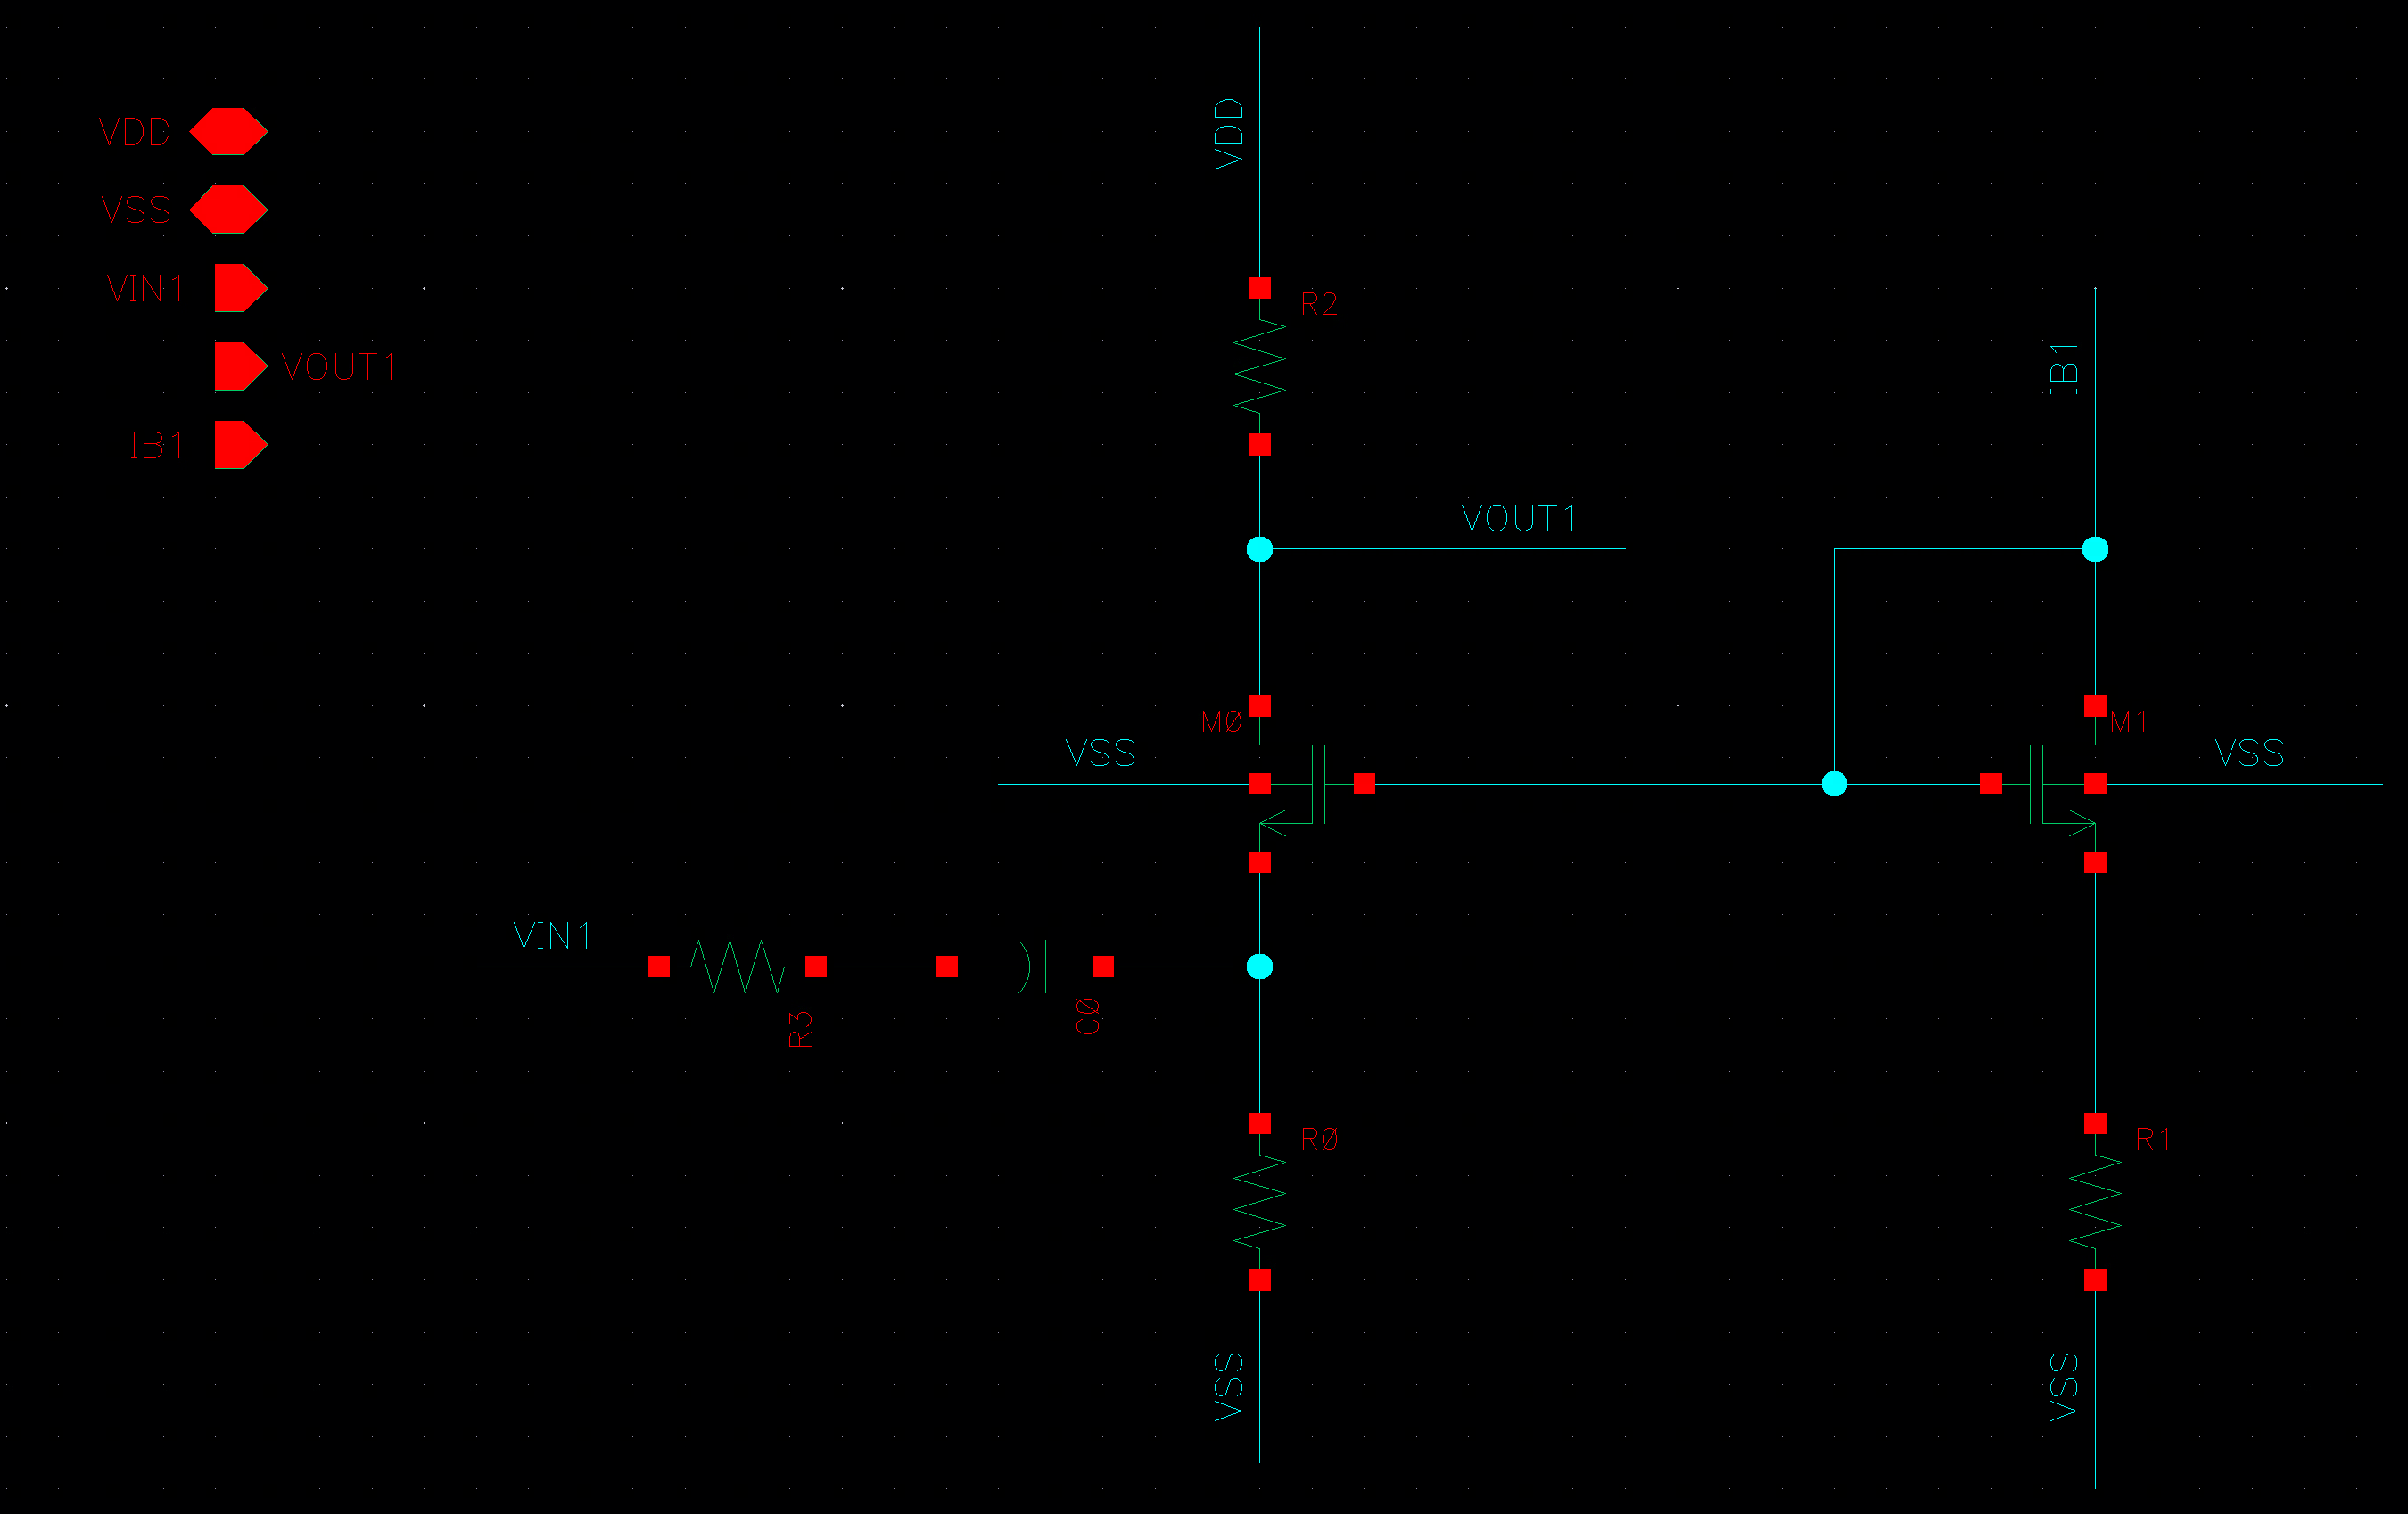 VDD
VSS
VIN1
VOUT1
IB1
VDD
R2
IB1
VOUT1
MØ
M1
VSS
VSS
VIN1
R3
CØ
RØ
R1
VSS
VSS